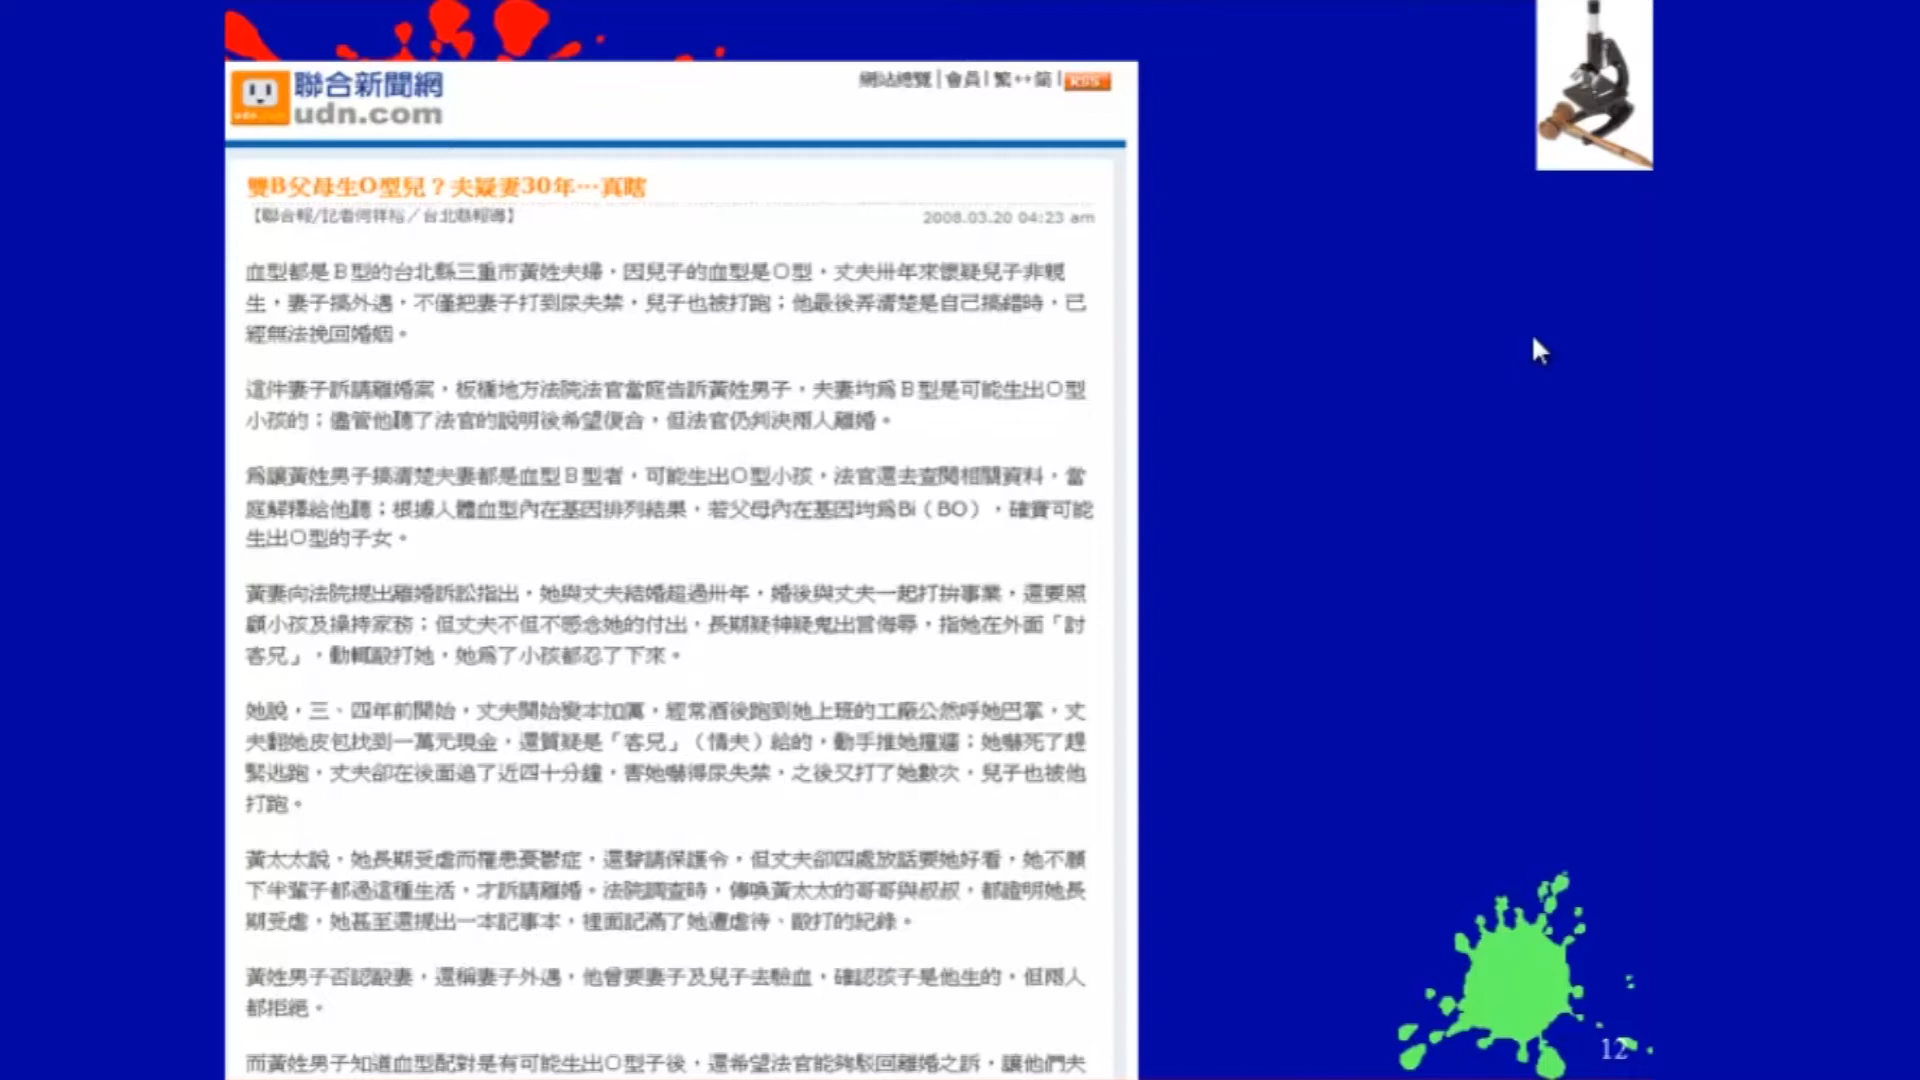 聯合新聞網
udn.com
網站總覽|會員|繁↔简|RSS
雙B父母生O型兒?夫疑妻30年…真瞎
【聯合報/記者何祥裕/台北縣報導】
2008.03.20 04:23 am
血型都是B型的台北縣三重市黃姓夫婦,因兒子的血型是O型,丈夫卅年來懷疑兒子非親
生,妻子搞外遇,不僅把妻子打到尿失禁,兒子也被打跑;他最後弄清楚是自己搞錯時,已
經無法挽回婚姻。
這件妻子訴請離婚案,板橋地方法院法官當庭告訴黃姓男子,夫妻均為B型是可能生出O型
小孩的;儘管他聽了法官的說明後希望復合,但法官仍判決兩人離婚。
為讓黃姓男子搞清楚夫妻都是血型B型者,可能生出O型小孩,法官還去查閱相關資料,當
庭解釋給他聽;根據人體血型內在基因排列結果,若父母內在基因均為Bi(BO),確實可能
生出O型的子女。
黃妻向法院提出離婚訴訟指出,她與丈夫結婚超過卅年,婚後與丈夫一起打拚事業,還要照
顧小孩及操持家務;但丈夫不但不感念她的付出,長期疑神疑鬼出言侮辱,指她在外面「討
客兄」,動輒毆打她,她為了小孩都忍了下來。
她說,三、四年前開始,丈夫開始變本加厲,經常酒後跑到她上班的工廠公然呼她巴掌,丈
夫翻她皮包找到一萬元現金,還質疑是「客兄」(情夫)給的,動手推她撞牆;她嚇死了趕
緊逃跑,丈夫卻在後面追了近四十分鐘,害她嚇得尿失禁,之後又打了她數次,兒子也被他
打跑。
黃太太說,她長期受虐而罹患憂鬱症,還聲請保護令,但丈夫卻四處放話要她好看,她不願
下半輩子都過這種生活,才訴請離婚。法院調查時,傳喚黃太太的哥哥與叔叔,都證明她長
期受虐,她甚至還提出一本記事本,裡面記滿了她遭虐待、毆打的紀錄。
黃姓男子否認毆妻,還稱妻子外遇,他曾要妻子及兒子去驗血,確認孩子是他生的,但兩人
都拒絕。
而黃姓男子知道血型配對是有可能生出O型子後,還希望法官能夠駁回離婚之訴,讓他們夫
12